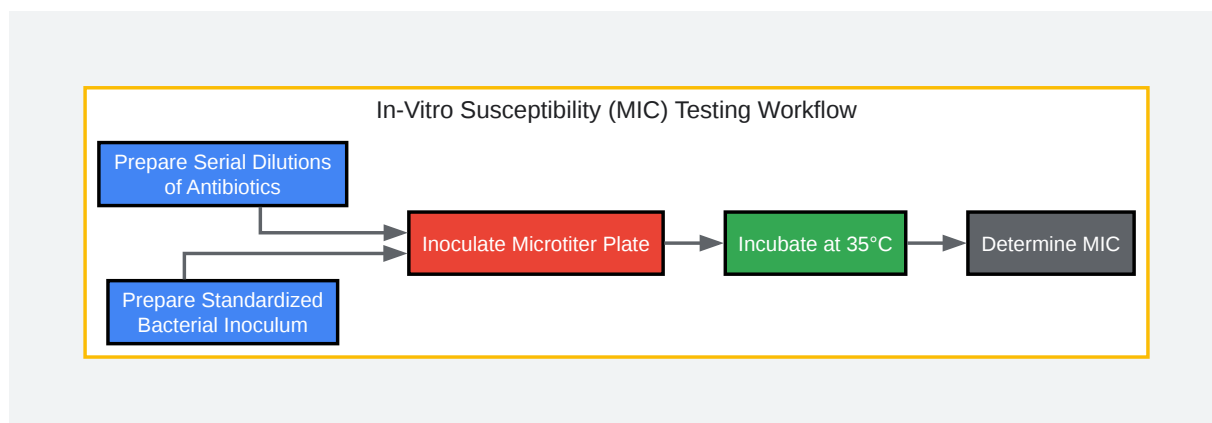 In-Vitro Susceptibility (MIC) Testing Workflow
Prepare Serial Dilutions
of Antibiotics
Inoculate Microtiter Plate
Incubate at 35°C
Determine MIC
Prepare Standardized
Bacterial Inoculum